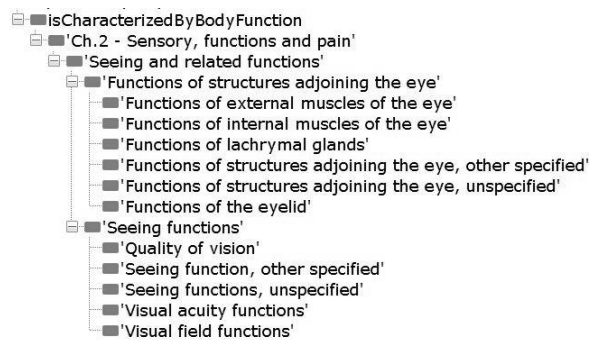 isCharacterizedByBodyFunction
'Ch.2 - Sensory, functions and pain'
'Seeing and related functions'
'Functions of structures adjoining the eye'
'Functions of external muscles of the eye'
'Functions of internal muscles of the eye'
'Functions of lachrymal glands'
'Functions of structures adjoining the eye, other specified'
'Functions of structures adjoining the eye, unspecified'
'Functions of the eyelid'
'Seeing functions'
'Quality of vision'
'Seeing function, other specified'
'Seeing functions, unspecified'
'Visual acuity functions'
'Visual field functions'